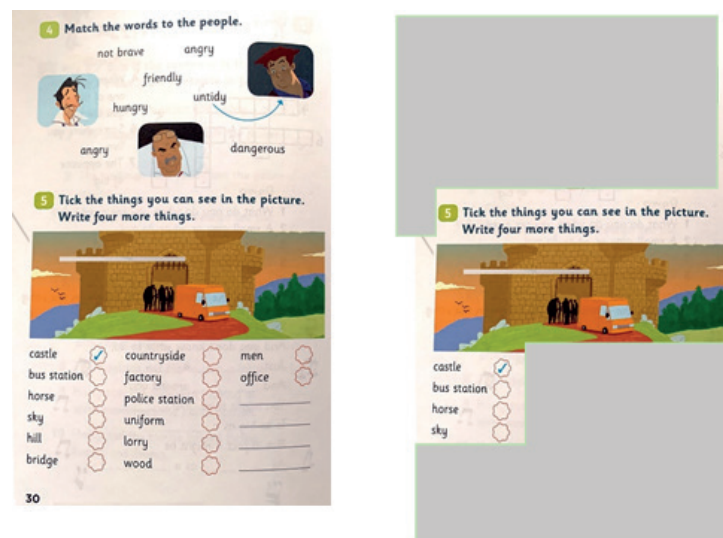 4 Match the words to the people.
not brave angry
friendly
untidy
hungry
angry dangerous
5 Tick the things you can see in the picture.
Write four more things.
castle ✓ countryside men
bus station factory office
horse police station
sky uniform
hill lorry
bridge wood
30
5 Tick the things you can see in the picture.
Write four more things.
castle ✓
bus station
horse
sky